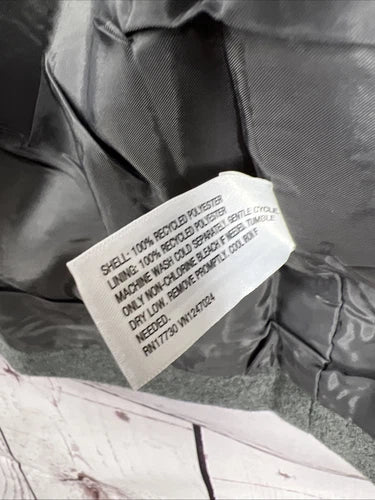 SHELL: 100% RECYCLED POLYESTER
LINING: 100% RECYCLED POLYESTER
MACHINE WASH COLD SEPARATELY, GENTLE CYCLE,
ONLY NON-CHLORINE BLEACH IF NEEDED, TUMBLE
DRY LOW, REMOVE PROMPTLY, COOL IRON IF
NEEDED.
RN17730 VN1247024